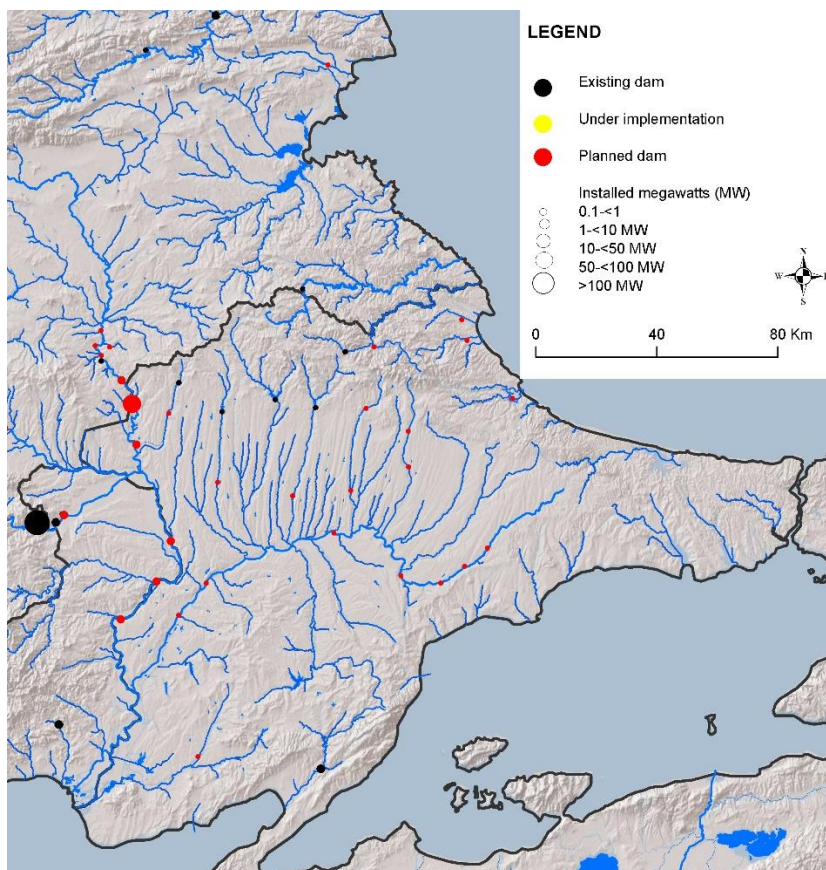 LEGEND
Existing dam
Under implementation
Planned dam
Installed megawatts (MW)
0.1-<1
1-<10 MW
10-<50 MW
50-<100 MW
>100 MW
N
W E
S
0 40 80 Km